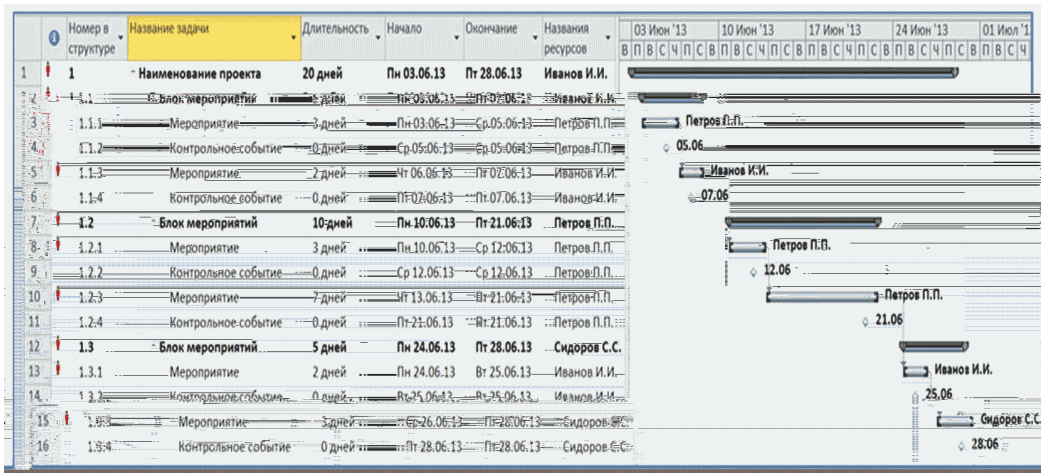 Номер в структуре Название задачи Длительность Начало Окончание Названия ресурсов 03 Июн '13 10 Июн '13 17 Июн '13 24 Июн '13 01 Июл '1
В П В С Ч П С В П В С Ч П С В П В С Ч П С В П В С Ч П С В П В С
1 1 Наименование проекта 20 дней Пн 03.06.13 Пт 28.06.13 Иванов И.И.
2 1.1 Блок мероприятий дней Пн 03.06.13 Пт 07.06.13 Иванов И.И.
3 1.1.1 Мероприятие 3 дней Пн 03.06.13 Ср 05.06.13 Петров П.П. Петров П.П.
4 1.1.2 Контрольное событие 0 дней Ср 05.06.13 Ср 05.06.13 Петров П.П. 05.06
5 1.1.3 Мероприятие 2 дней Чт 06.06.13 Пт 07.06.13 Иванов И.И. Иванов И.И.
6 1.1.4 Контрольное событие 0 дней Пт 07.06.13 Пт 07.06.13 Иванов И.И. 07.06
7 1.2 Блок мероприятий 10 дней Пн 10.06.13 Пт 21.06.13 Петров П.П.
8 1.2.1 Мероприятие 3 дней Пн 10.06.13 Ср 12.06.13 Петров П.П. Петров П.П.
9 1.2.2 Контрольное событие 0 дней Ср 12.06.13 Ср 12.06.13 Петров П.П. 12.06
10 1.2.3 Мероприятие 7 дней Чт 13.06.13 Пт 21.06.13 Петров П.П. Петров П.П.
11 1.2.4 Контрольное событие 0 дней Пт 21.06.13 Пт 21.06.13 Петров П.П. 21.06
12 1.3 Блок мероприятий 5 дней Пн 24.06.13 Пт 28.06.13 Сидоров С.С.
13 1.3.1 Мероприятие 2 дней Пн 24.06.13 Вт 25.06.13 Иванов И.И. Иванов И.И.
14 1.3.2 Контрольное событие 0 дней Вт 25.06.13 Вт 25.06.13 Иванов И.И. 25.06
15 1.3.3 Мероприятие 3 дней Ср 26.06.13 Пт 28.06.13 Сидоров С.С. Сидоров С.С.
16 1.3.4 Контрольное событие 0 дней Пт 28.06.13 Пт 28.06.13 Сидоров С.С. 28.06